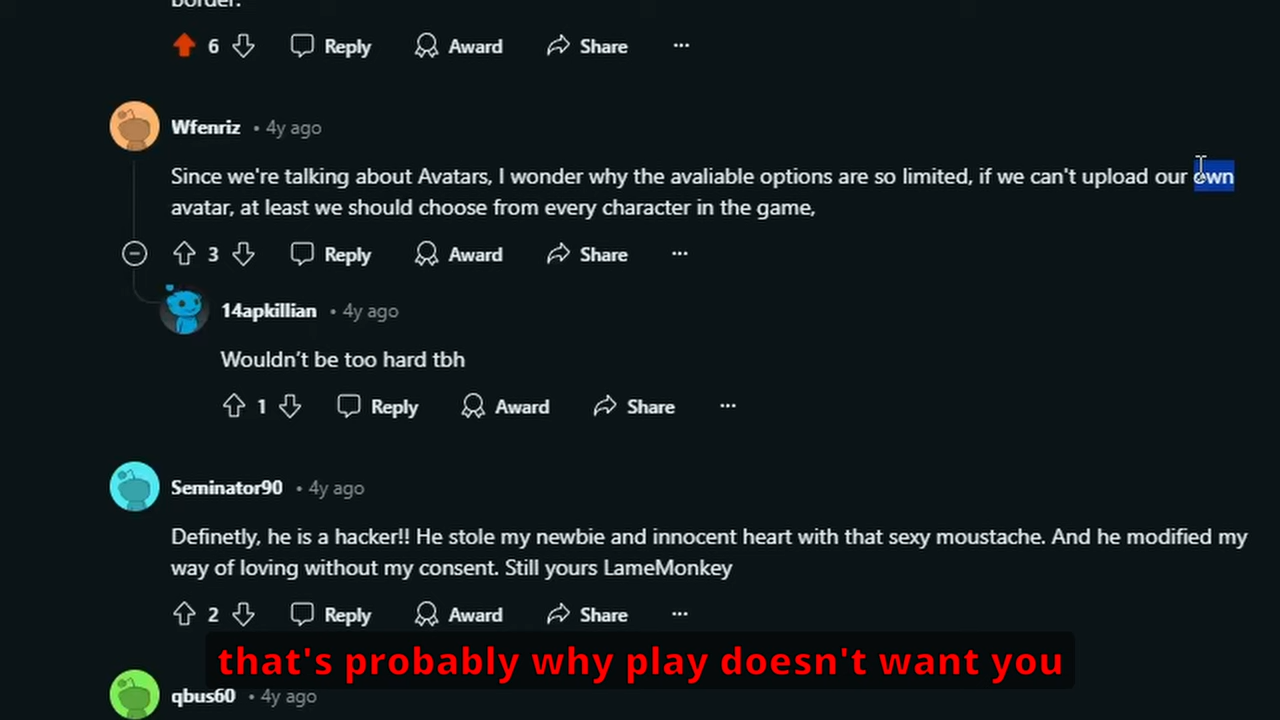 border.
6 Reply Award Share ...
Wfenriz • 4y ago
Since we're talking about Avatars, I wonder why the avaliable options are so limited, if we can't upload our own
avatar, at least we should choose from every character in the game,
3 Reply Award Share ...
14apkillian • 4y ago
Wouldn't be too hard tbh
1 Reply Award Share ...
Seminator90 • 4y ago
Definetly, he is a hacker!! He stole my newbie and innocent heart with that sexy moustache. And he modified my
way of loving without my consent. Still yours LameMonkey
2 Reply Award Share ...
that's probably why play doesn't want you
qbus60 • 4y ago